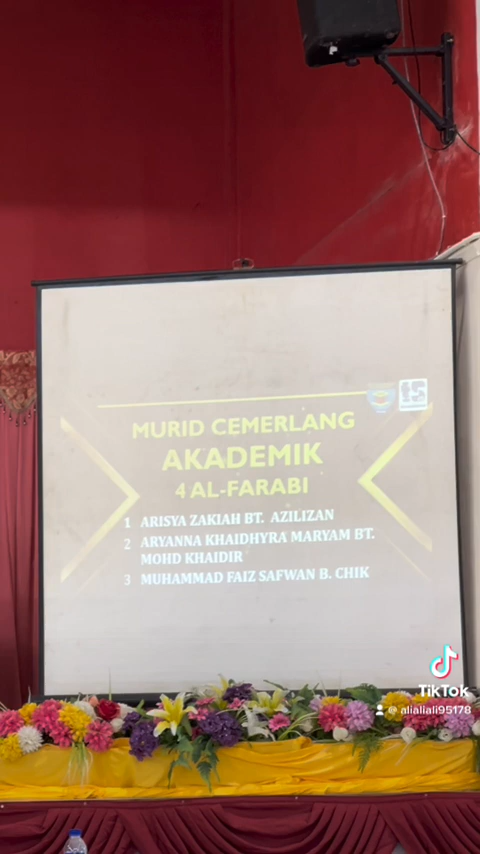 MURID CEMERLANG
AKADEMIK
4 AL-FARABI
1 ARISYA ZAKIAH BT. AZILIZAN
2 ARYANNA KHAIDHYRA MARYAM BT.
MOHD KHAIDIR
3 MUHAMMAD FAIZ SAFWAN B. CHIK
TikTok
@alialiali95178